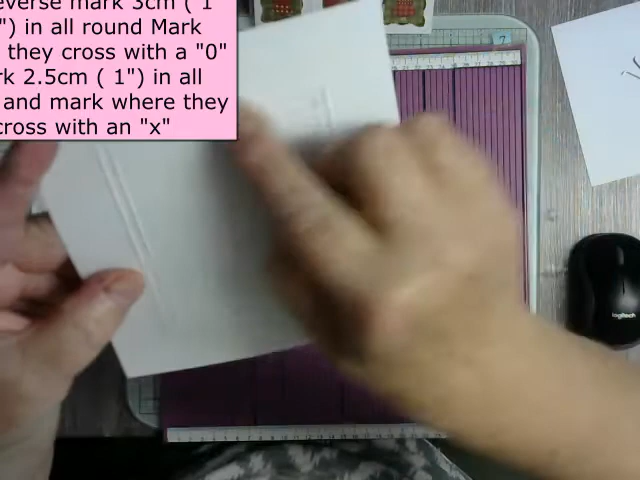 everse mark 3cm ( 1
") in all round Mark
they cross with a "0"
rk 2.5cm ( 1") in all
and mark where they
cross with an "x"
7
logitech